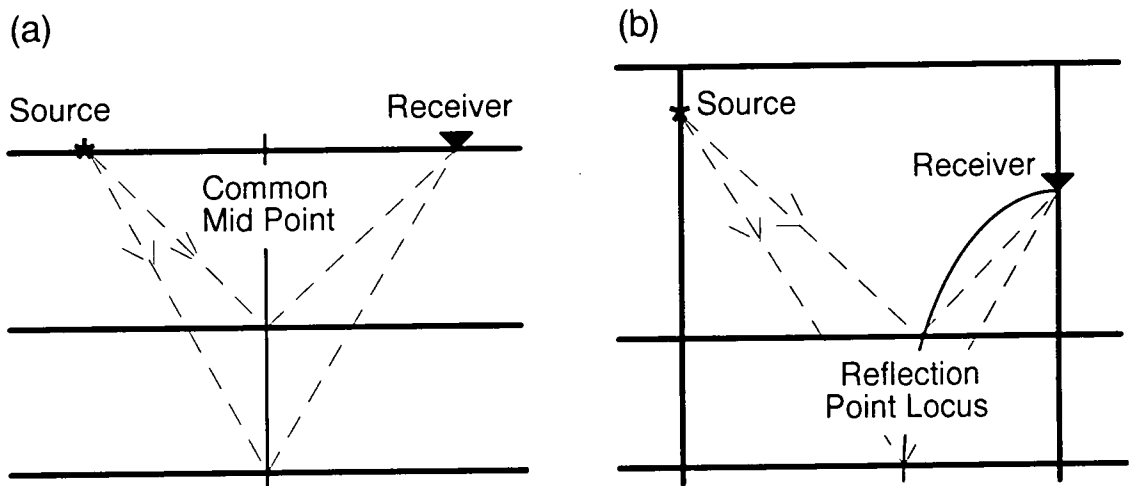 (a)
Source
Receiver
Common
Mid Point
(b)
Source
Receiver
Reflection
Point Locus